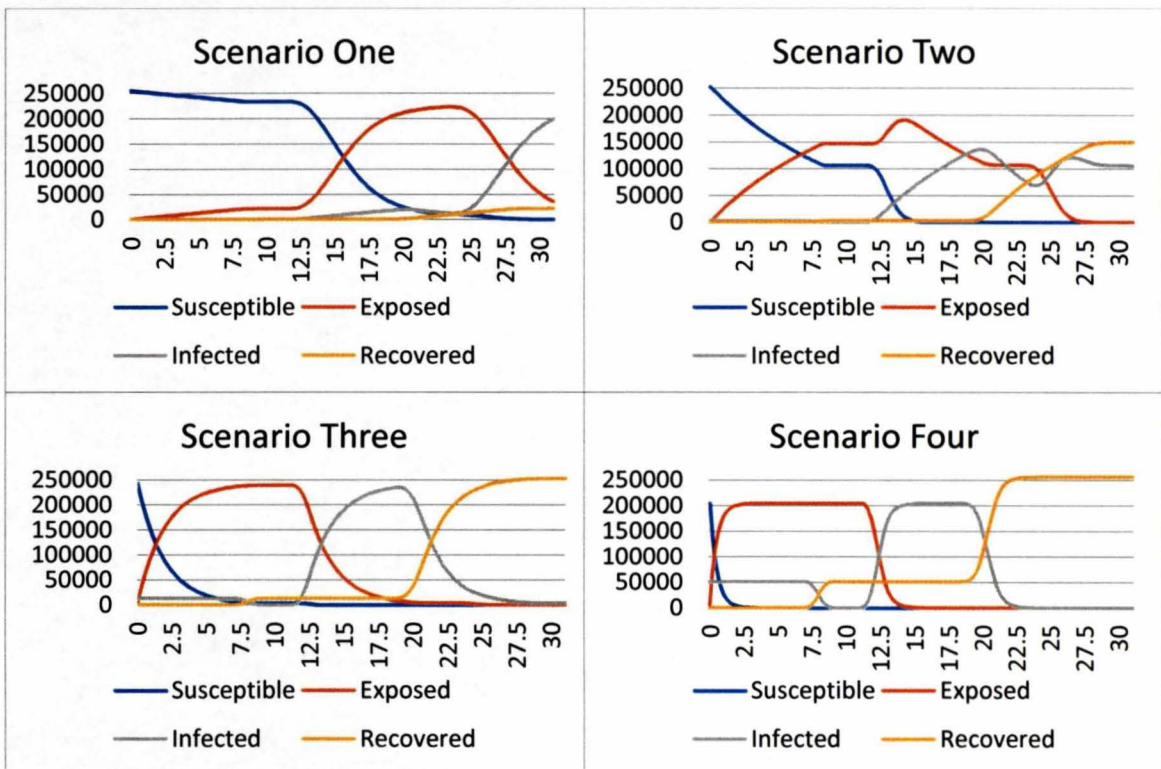 Scenario One
250000
200000
150000
100000
50000
0
0 2.5 5 7.5 10 12.5 15 17.5 20 22.5 25 27.5 30
Susceptible Exposed
Infected Recovered
Scenario Two
250000
200000
150000
100000
50000
0
0 2.5 5 7.5 10 12.5 15 17.5 20 22.5 25 27.5 30
Susceptible Exposed
Infected Recovered
Scenario Three
250000
200000
150000
100000
50000
0
0 2.5 5 7.5 10 12.5 15 17.5 20 22.5 25 27.5 30
Susceptible Exposed
Infected Recovered
Scenario Four
250000
200000
150000
100000
50000
0
0 2.5 5 7.5 10 12.5 15 17.5 20 22.5 25 27.5 30
Susceptible Exposed
Infected Recovered